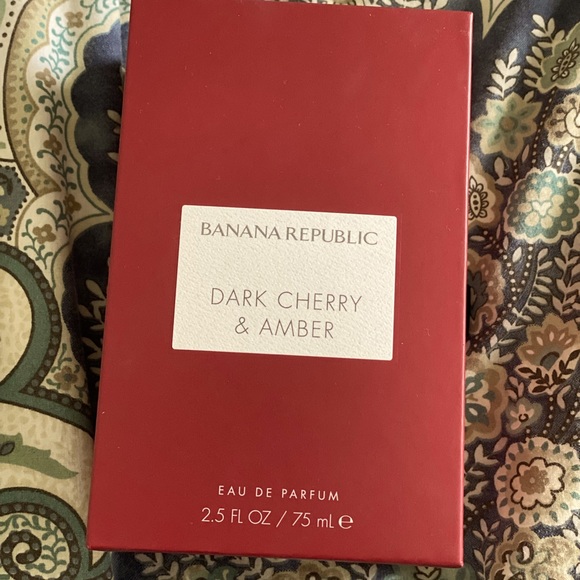 BANANA REPUBLIC
DARK CHERRY
& AMBER
EAU DE PARFUM
2.5 FL OZ / 75 mL ℮